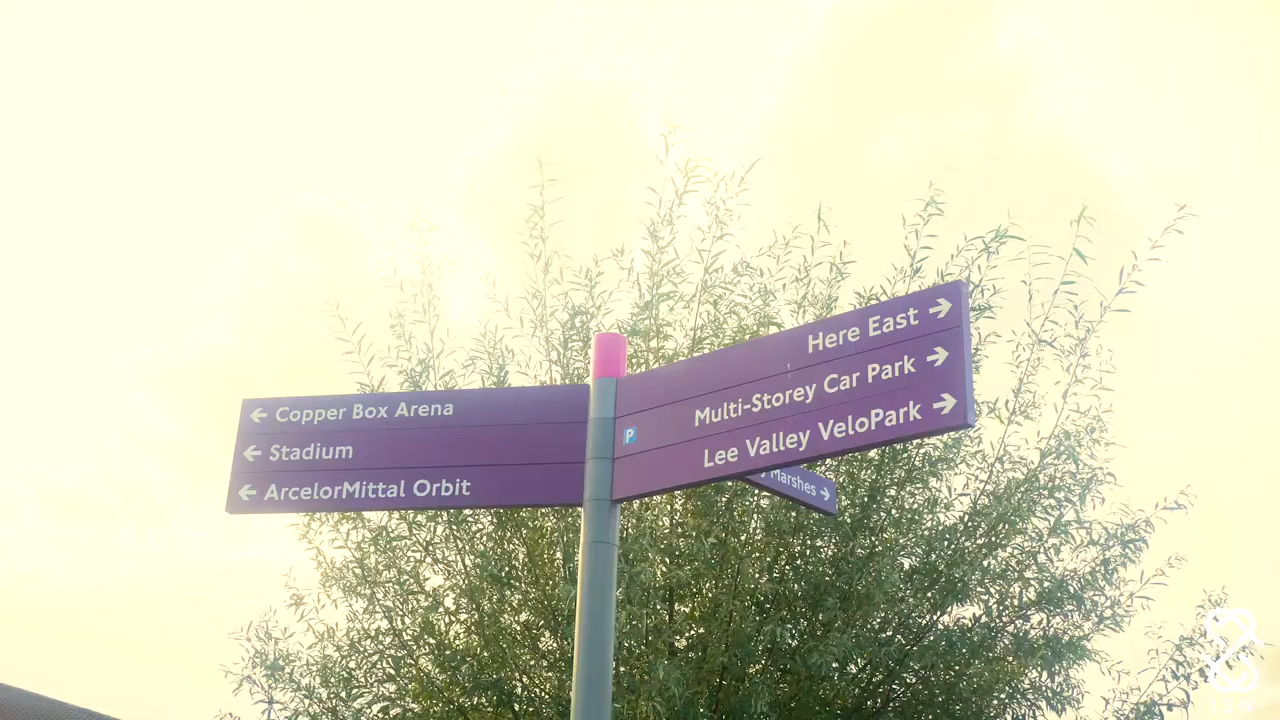 ← Copper Box Arena
← Stadium
← ArcelorMittal Orbit
Here East →
Multi-Storey Car Park →
P
Lee Valley VeloPark →
Marshes →